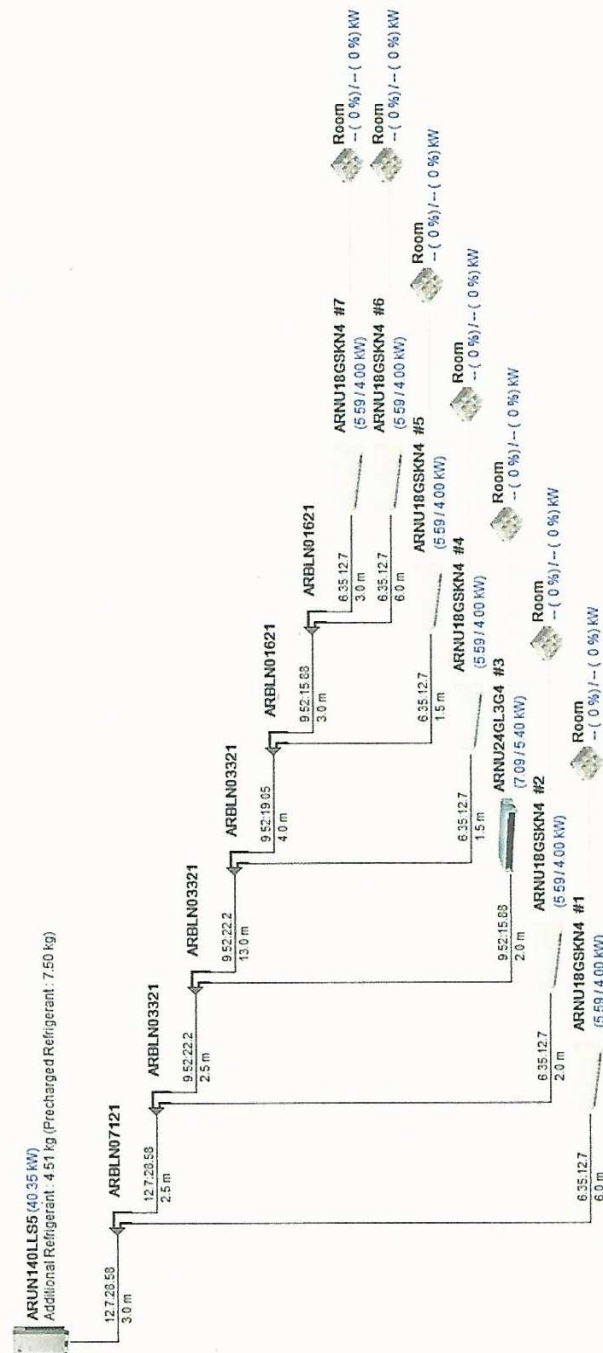 ARUN140LLS5 (40.35 kW)
Additional Refrigerant : 4.51 kg (Precharged Refrigerant : 7.50 kg)
12.7:28.58
3.0 m
ARBLN07121
12.7:28.58
2.5 m
ARBLN03321
9.52:22.2
2.5 m
ARBLN03321
9.52:22.2
13.0 m
ARBLN03321
9.52:19.05
4.0 m
ARBLN01621
9.52:15.88
3.0 m
ARBLN01621
6.35:12.7
3.0 m
ARNU18GSKN4 #7
(5.59 / 4.00 kW)
Room
--( 0 %) / --( 0 %) kW
6.35:12.7
6.0 m
ARNU18GSKN4 #6
(5.59 / 4.00 kW)
Room
--( 0 %) / --( 0 %) kW
6.35:12.7
1.5 m
ARNU18GSKN4 #5
(5.59 / 4.00 kW)
Room
--( 0 %) / --( 0 %) kW
6.35:12.7
1.5 m
ARNU18GSKN4 #4
(5.59 / 4.00 kW)
Room
--( 0 %) / --( 0 %) kW
9.52:15.88
2.0 m
ARNU24GL3G4 #3
(7.09 / 5.40 kW)
Room
--( 0 %) / --( 0 %) kW
6.35:12.7
2.0 m
ARNU18GSKN4 #2
(5.59 / 4.00 kW)
Room
--( 0 %) / --( 0 %) kW
6.35:12.7
6.0 m
ARNU18GSKN4 #1
(5.59 / 4.00 kW)
Room
--( 0 %) / --( 0 %) kW